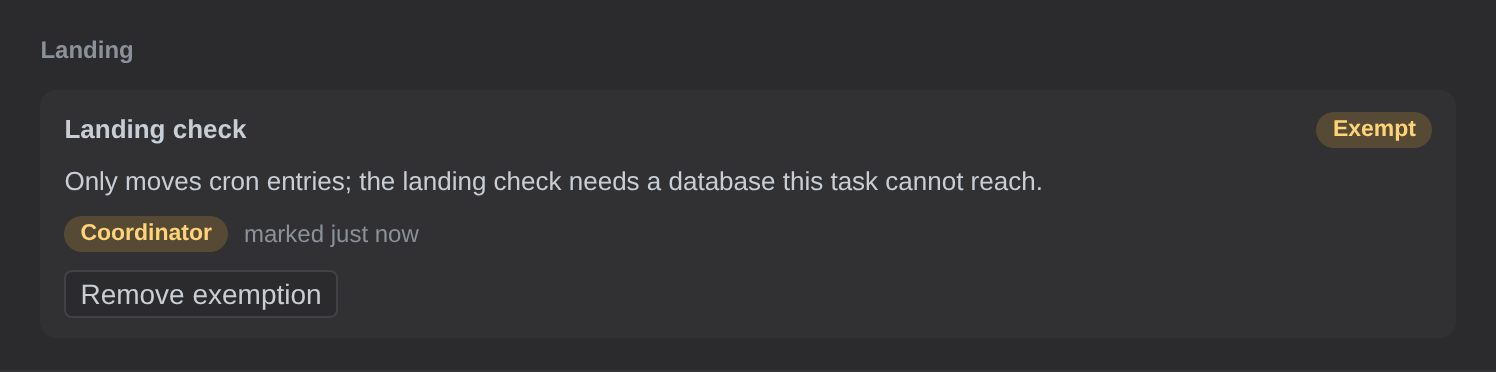 Landing
Landing check Exempt
Only moves cron entries; the landing check needs a database this task cannot reach.
Coordinator marked just now
Remove exemption